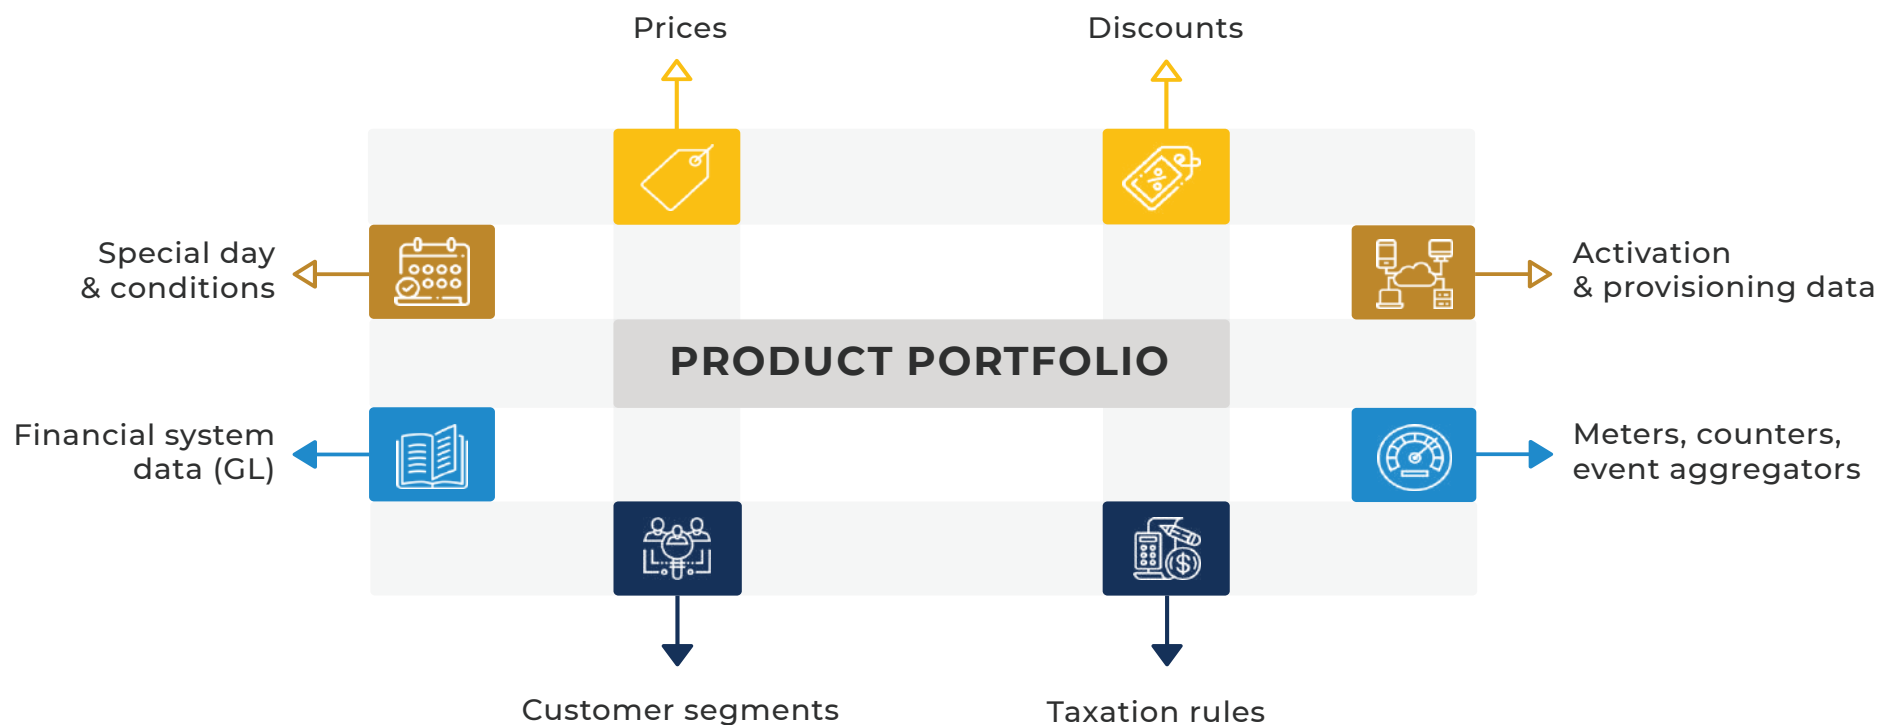 Prices
Discounts
Special day
& conditions
Activation
& provisioning data
PRODUCT PORTFOLIO
Financial system
data (GL)
Meters, counters,
event aggregators
Customer segments
Taxation rules